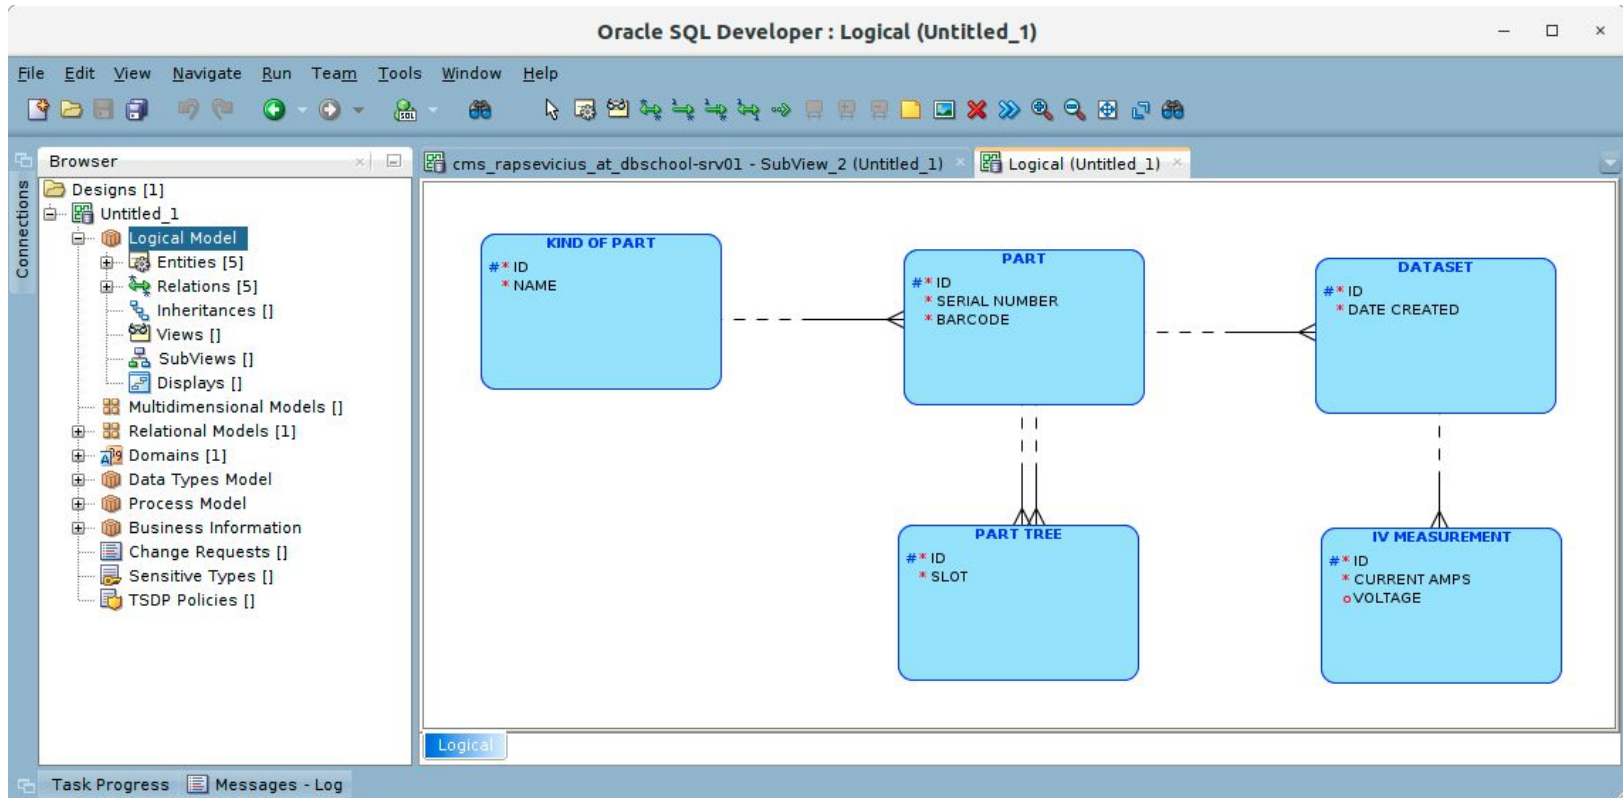 Oracle SQL Developer : Logical (Untitled_1)
File Edit View Navigate Run Team Tools Window Help
SQL
Connections
Browser
Designs [1]
Untitled_1
Logical Model
Entities [5]
Relations [5]
Inheritances []
Views []
SubViews []
Displays []
Multidimensional Models []
Relational Models [1]
Domains [1]
Data Types Model
Process Model
Business Information
Change Requests []
Sensitive Types []
TSDP Policies []
cms_rapsevicius_at_dbschool-srv01 - SubView_2 (Untitled_1)
Logical (Untitled_1)
KIND OF PART
#* ID
* NAME
PART
#* ID
* SERIAL NUMBER
* BARCODE
DATASET
#* ID
* DATE CREATED
PART TREE
#* ID
* SLOT
IV MEASUREMENT
#* ID
* CURRENT AMPS
o VOLTAGE
Logical
Task Progress
Messages - Log